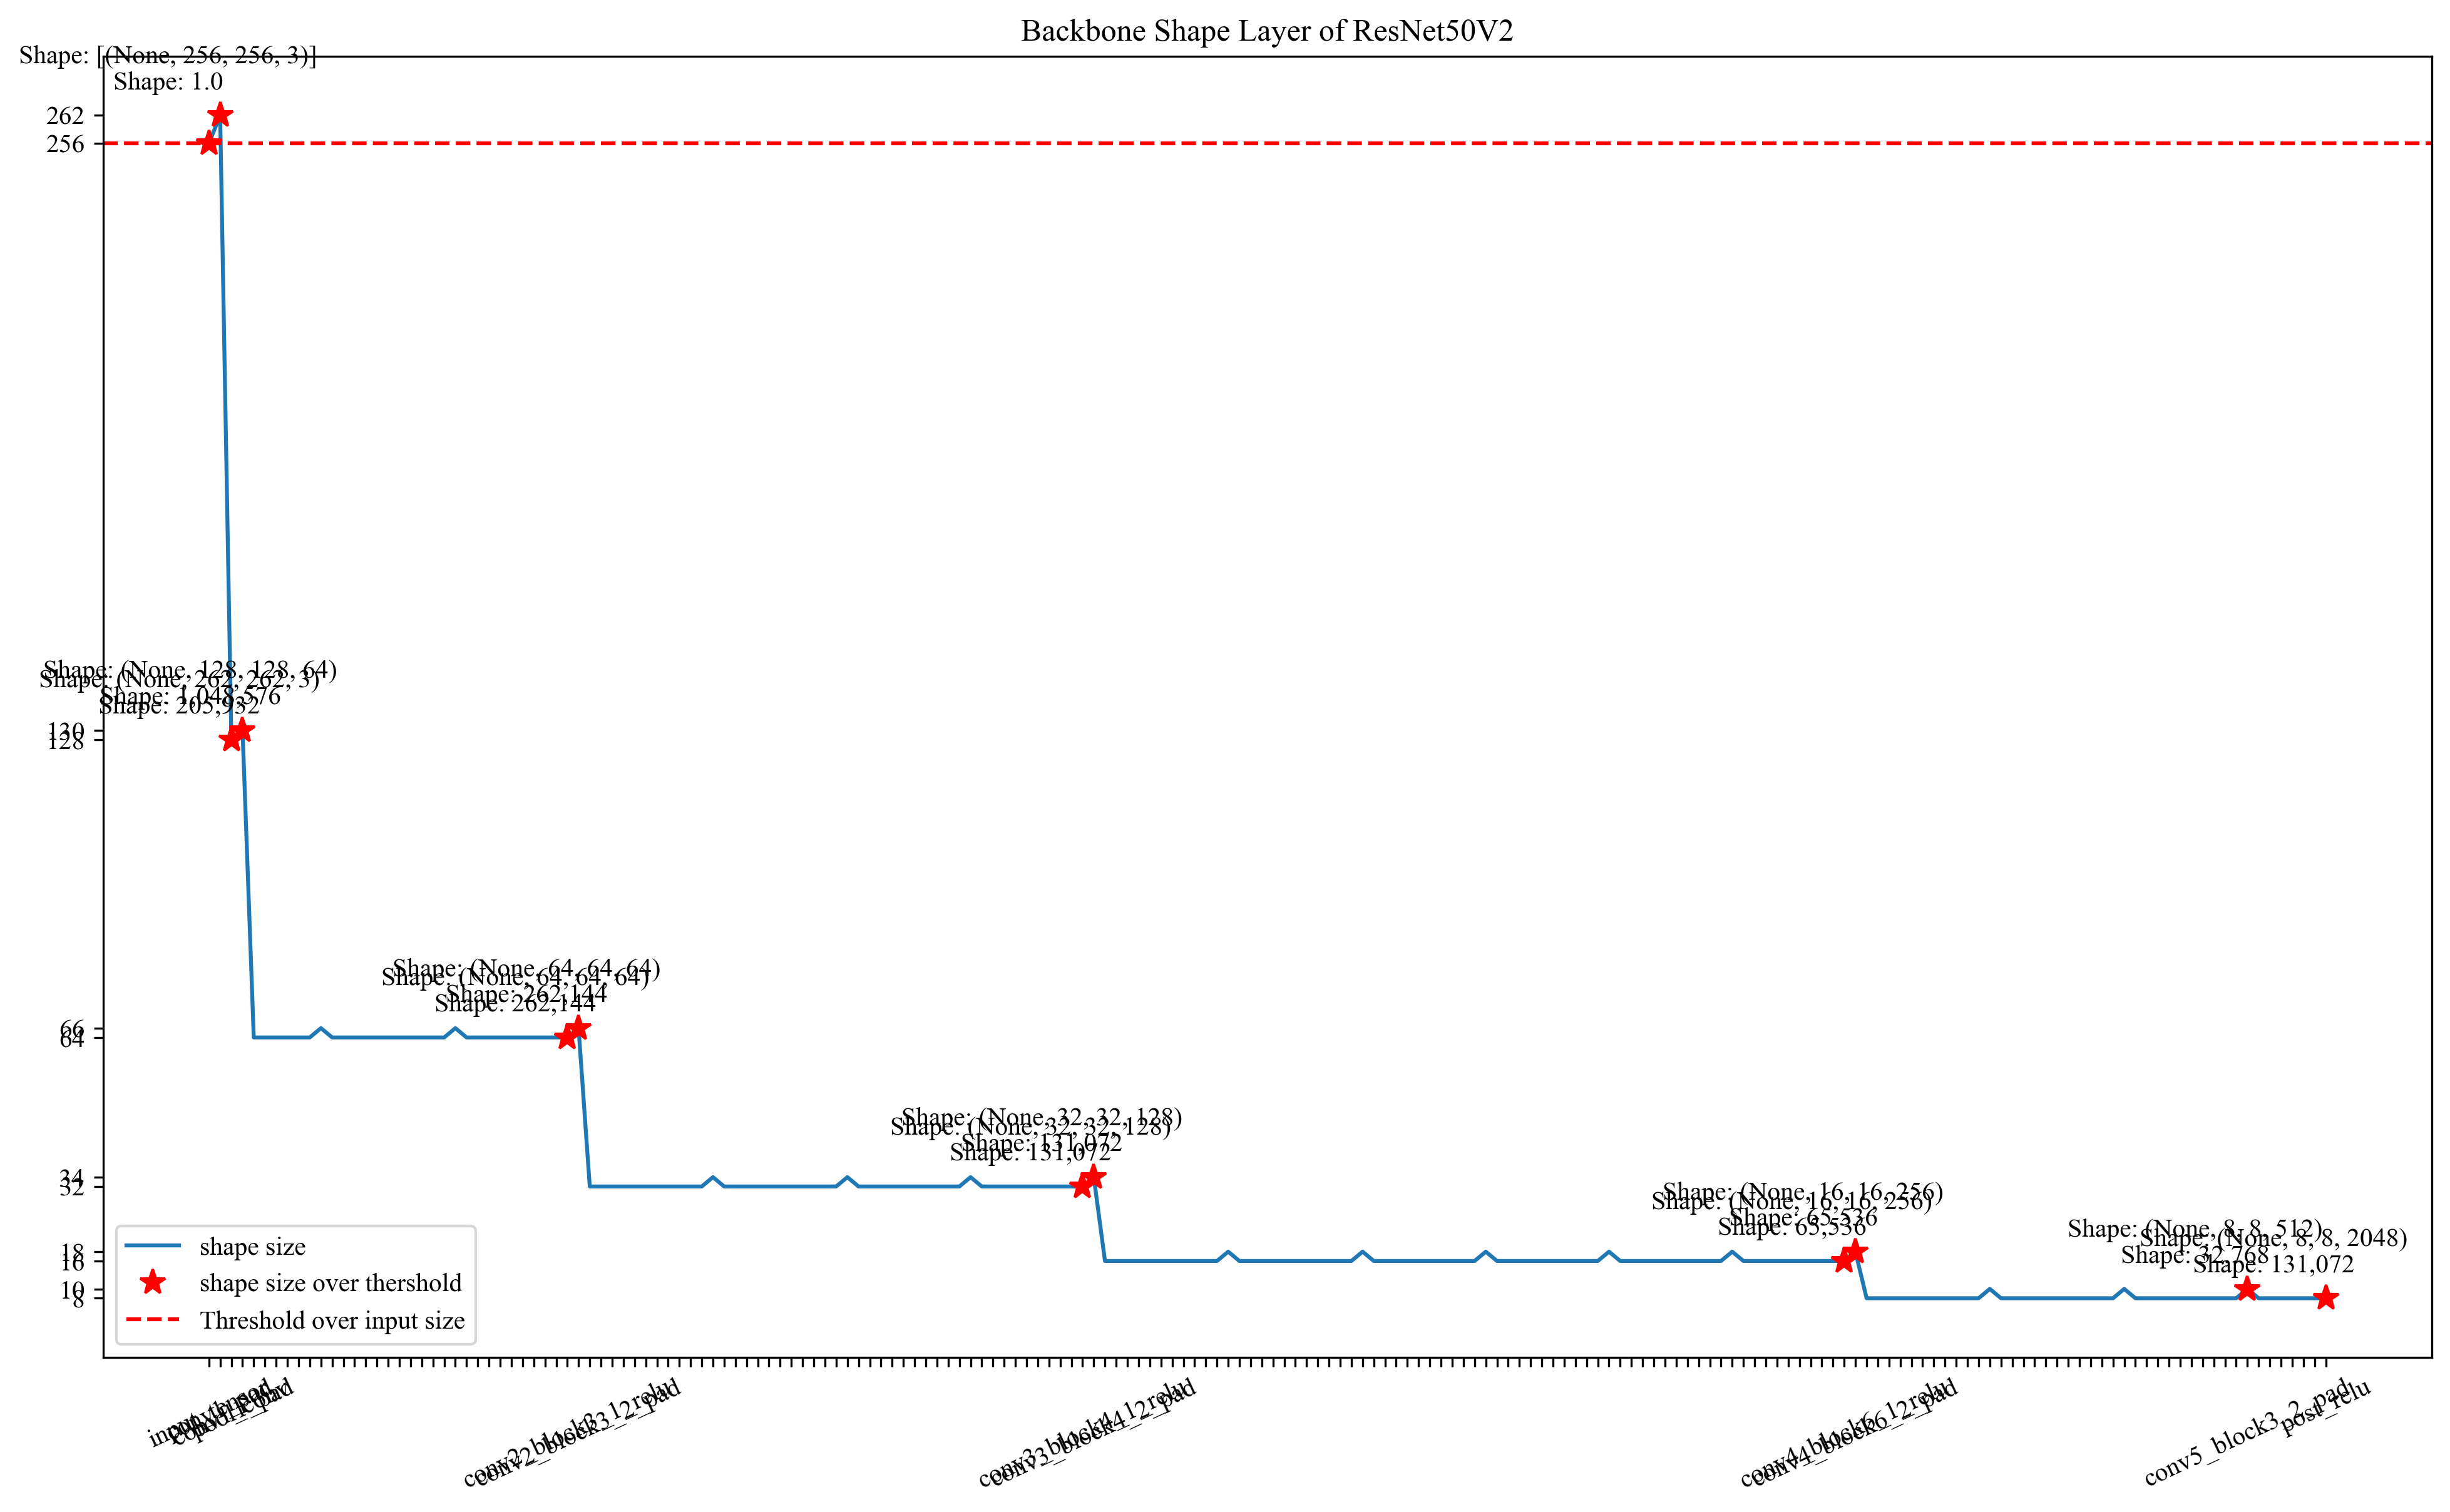 Backbone Shape Layer of ResNet50V2
Shape: [(None, 256, 256, 3)]
Shape: 1.0
262
256
Shape: (None, 128, 128, 64)
Shape: (None, 262, 262, 3)
Shape: 1,048,576
Shape: 205,932
130
128
Shape: (None, 64, 64, 64)
Shape: (None, 64, 64, 64)
Shape: 262,144
Shape: 262,144
66
64
Shape: (None, 32, 32, 128)
Shape: (None, 32, 32, 128)
Shape: 131,072
Shape: 131,072
34
32
Shape: (None, 16, 16, 256)
Shape: (None, 16, 16, 256)
Shape: 65,536
Shape: 65,536
Shape: (None, 8, 8, 512)
Shape: (None, 8, 8, 2048)
Shape: 32,768
Shape: 131,072
18
16
10
8
shape size
shape size over thershold
Threshold over input size
conv2_block3_1_relu
conv2_block3_2_pad
conv3_block4_1_relu
conv3_block4_2_pad
conv4_block6_1_relu
conv4_block6_2_pad
conv5_block3_2_pad
post_relu